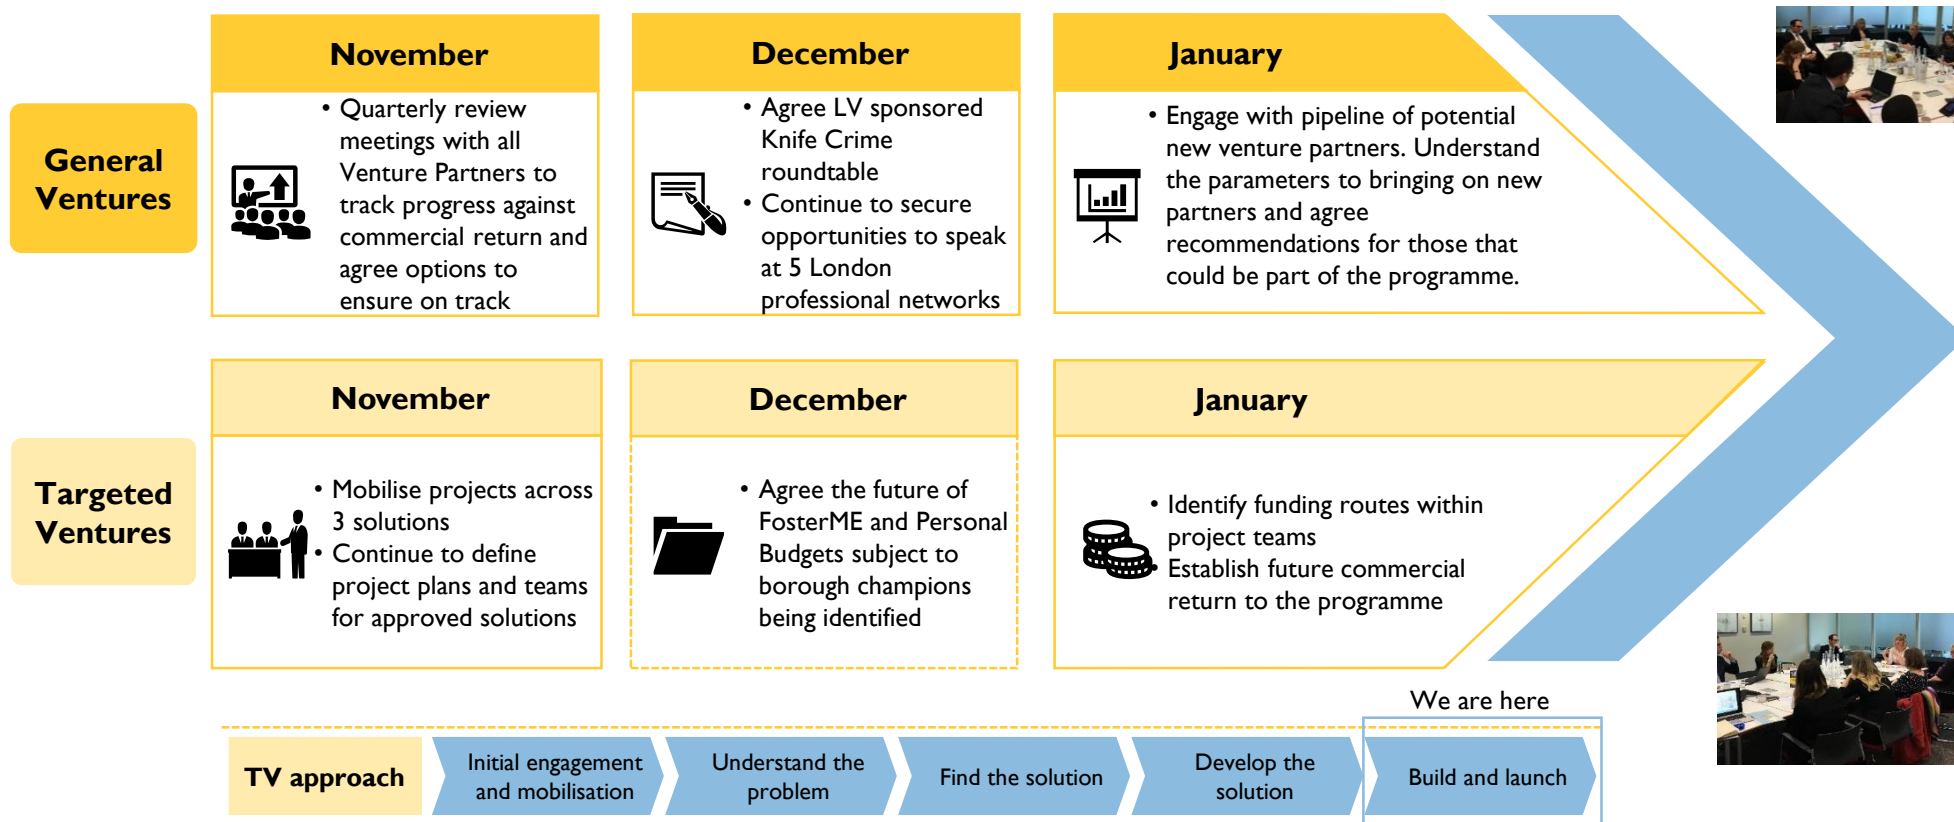 General
Ventures
November
• Quarterly review
meetings with all
Venture Partners to
track progress against
commercial return and
agree options to
ensure on track
December
• Agree LV sponsored
Knife Crime
roundtable
• Continue to secure
opportunities to speak
at 5 London
professional networks
January
• Engage with pipeline of potential
new venture partners. Understand
the parameters to bringing on new
partners and agree
recommendations for those that
could be part of the programme.
Targeted
Ventures
November
• Mobilise projects across
3 solutions
• Continue to define
project plans and teams
for approved solutions
December
• Agree the future of
FosterME and Personal
Budgets subject to
borough champions
being identified
January
• Identify funding routes within
project teams
• Establish future commercial
return to the programme
We are here
TV approach
Initial engagement
and mobilisation
Understand the
problem
Find the solution
Develop the
solution
Build and launch